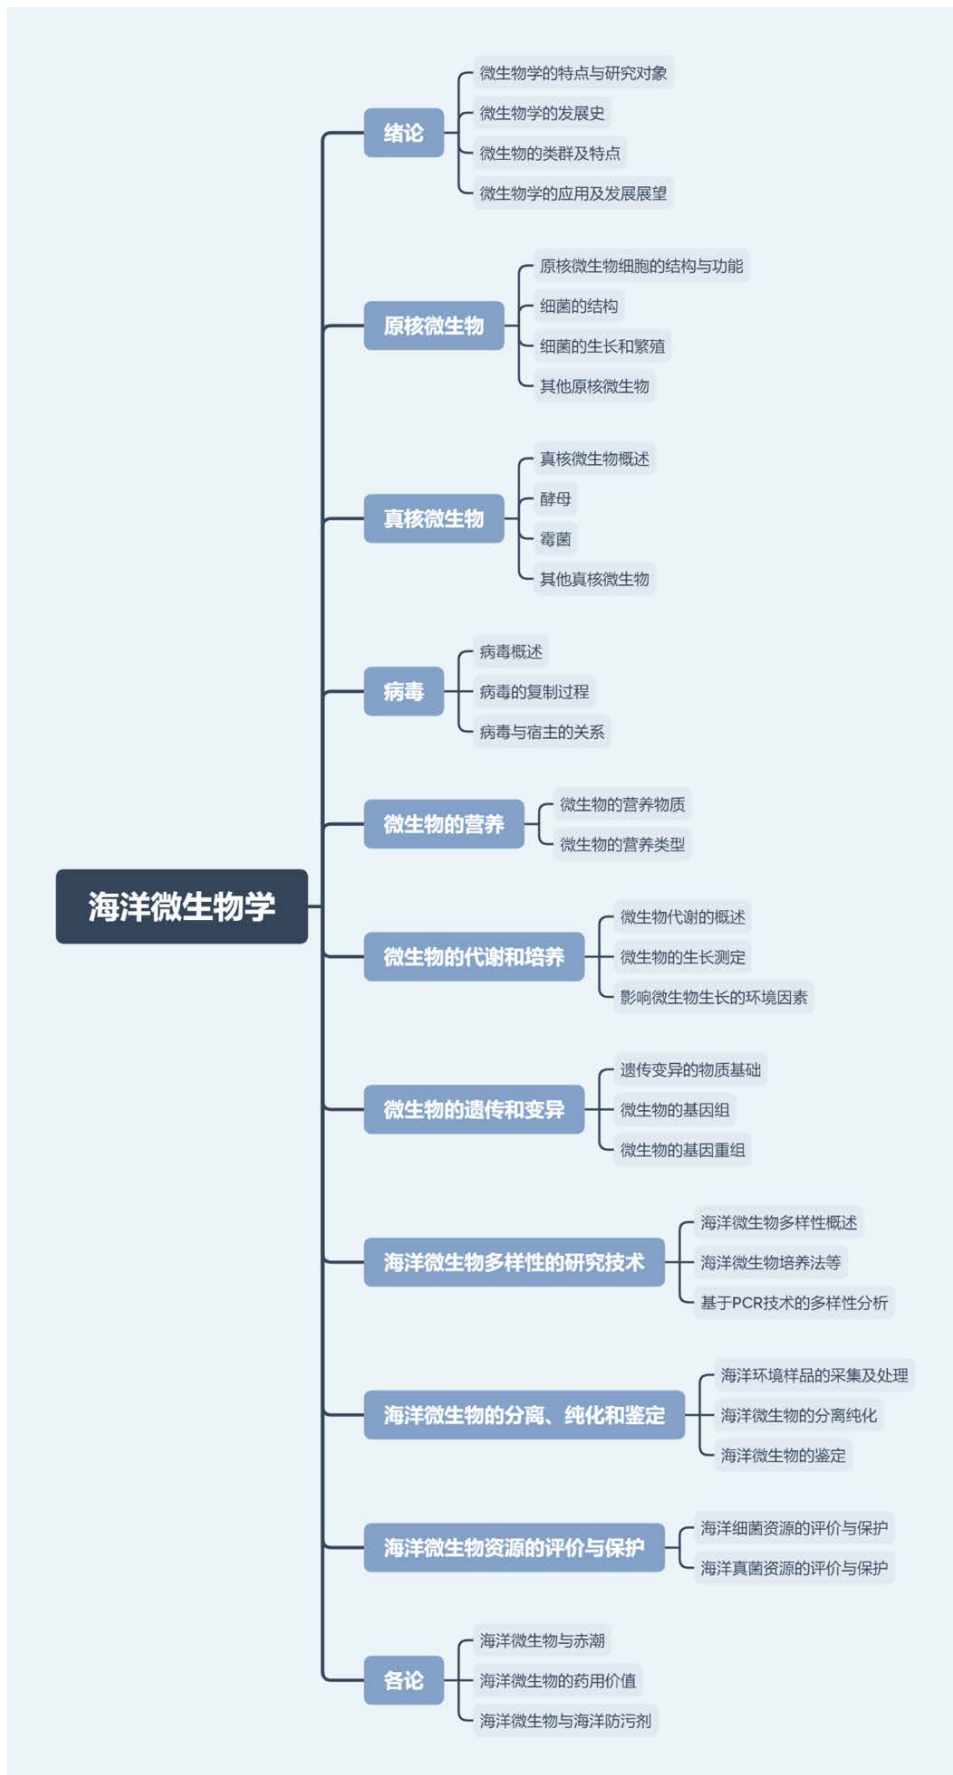 海洋微生物学
绪论
微生物学的特点与研究对象
微生物学的发展史
微生物的类群及特点
微生物学的应用及发展展望
原核微生物
原核微生物细胞的结构与功能
细菌的结构
细菌的生长和繁殖
其他原核微生物
真核微生物
真核微生物概述
酵母
霉菌
其他真核微生物
病毒
病毒概述
病毒的复制过程
病毒与宿主的关系
微生物的营养
微生物的营养物质
微生物的营养类型
微生物的代谢和培养
微生物代谢的概述
微生物的生长测定
影响微生物生长的环境因素
微生物的遗传和变异
遗传变异的物质基础
微生物的基因组
微生物的基因重组
海洋微生物多样性的研究技术
海洋微生物多样性概述
海洋微生物培养法等
基于PCR技术的多样性分析
海洋微生物的分离、纯化和鉴定
海洋环境样品的采集及处理
海洋微生物的分离纯化
海洋微生物的鉴定
海洋微生物资源的评价与保护
海洋细菌资源的评价与保护
海洋真菌资源的评价与保护
各论
海洋微生物与赤潮
海洋微生物的药用价值
海洋微生物与海洋防污剂